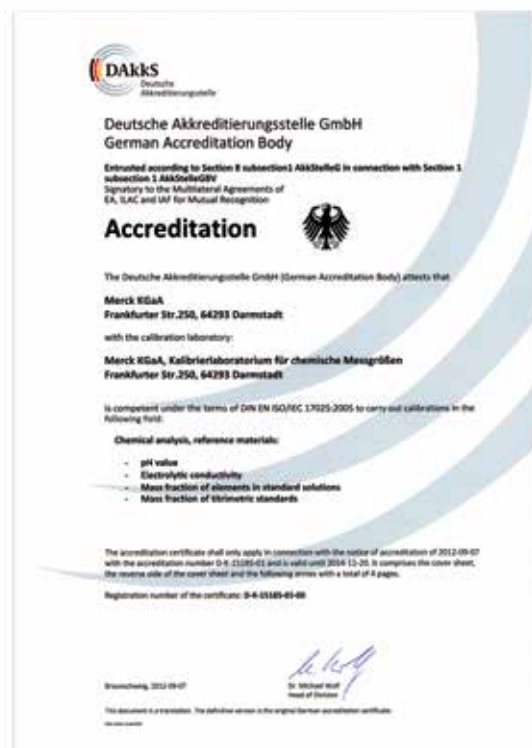 DAkkS
Deutsche
Akkreditierungsstelle
Deutsche Akkreditierungsstelle GmbH
German Accreditation Body
Entrusted according to Section 8 subsection1 AkkStelleG in connection with Section 1
subsection 1 AkkStelleGBV
Signatory to the Multilateral Agreements of
EA, ILAC and IAF for Mutual Recognition
Accreditation
The Deutsche Akkreditierungsstelle GmbH (German Accreditation Body) attests that
Merck KGaA
Frankfurter Str.250, 64293 Darmstadt
with the calibration laboratory:
Merck KGaA, Kalibrierlaboratorium für chemische Messgrößen
Frankfurter Str.250, 64293 Darmstadt
is competent under the terms of DIN EN ISO/IEC 17025:2005 to carry out calibrations in the
following field:
Chemical analysis, reference materials:
- pH value
- Electrolytic conductivity
- Mass fraction of elements in standard solutions
- Mass fraction of titrimetric standards
The accreditation certificate shall only apply in connection with the notice of accreditation of 2012-09-07
with the accreditation number D-K-15185-01 and is valid until 2014-11-20. It comprises the cover sheet,
the reverse side of the cover sheet and the following annex with a total of 4 pages.
Registration number of the certificate: D-K-15185-01-00
Braunschweig, 2012-09-07
Dr. Michael Wolf
Head of Division
This document is a translation. The definitive version is the original German accreditation certificate.